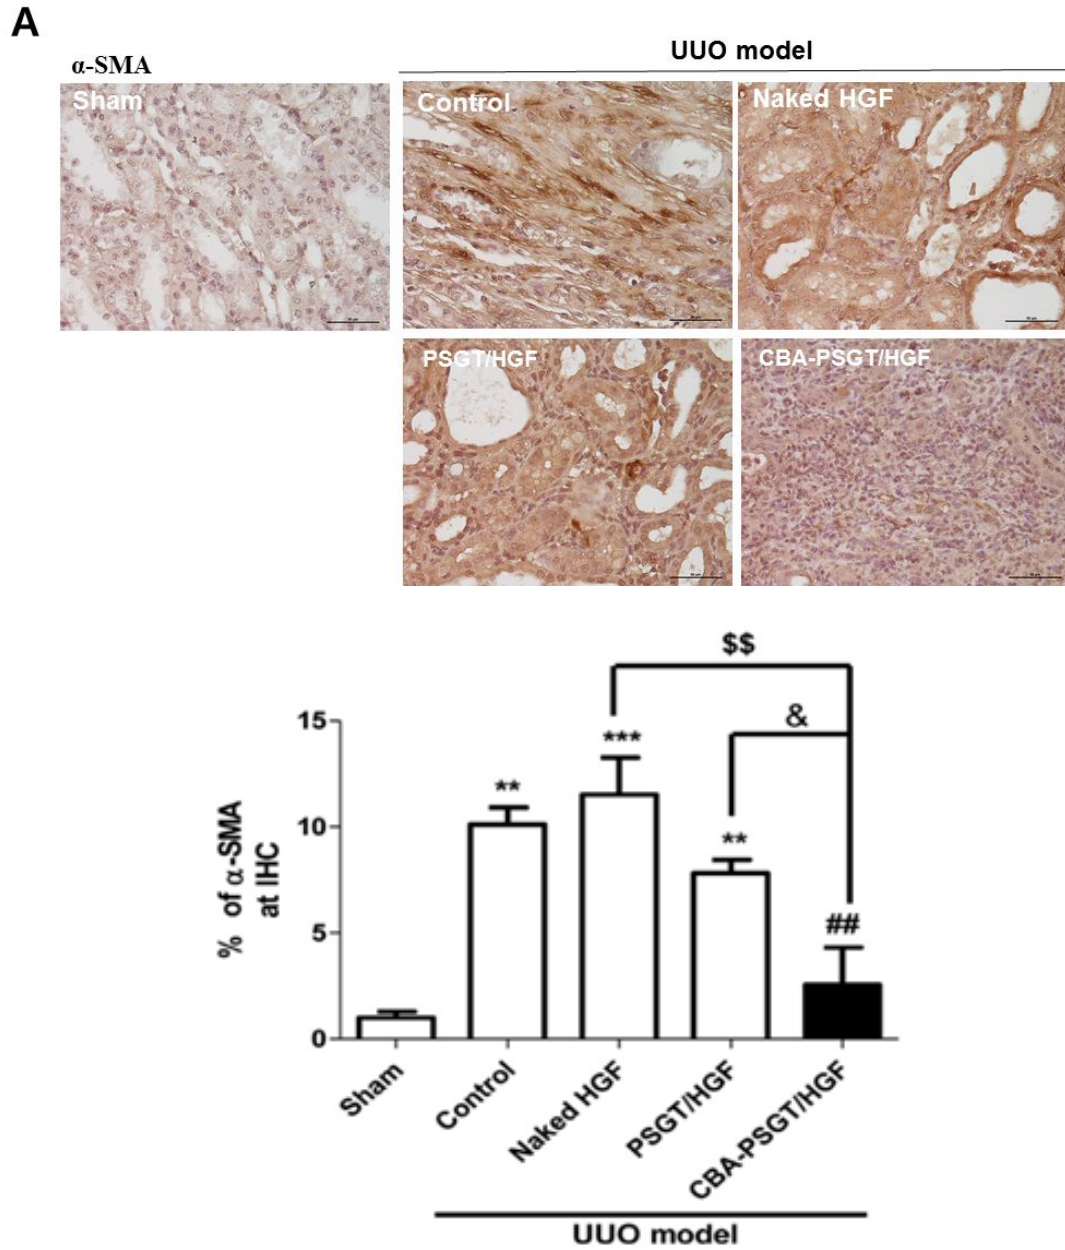 A
α-SMA
UUO model
Sham
Control
Naked HGF
PSGT/HGF
CBA-PSGT/HGF
$$
&
15
***
**
10
**
##
5
0
% of α-SMA
at IHC
Sham
Control
Naked HGF
PSGT/HGF
CBA-PSGT/HGF
UUO model